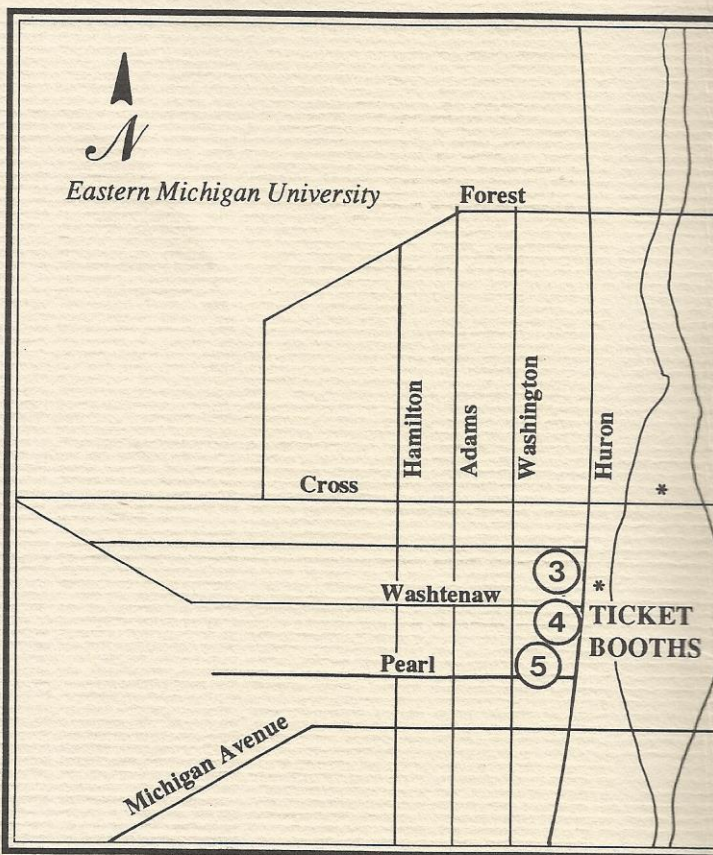 N
Eastern Michigan University
Forest
Hamilton
Adams
Washington
Huron
Cross
*
3
*
Washtenaw
4
TICKET
BOOTHS
Pearl
5
Michigan Avenue